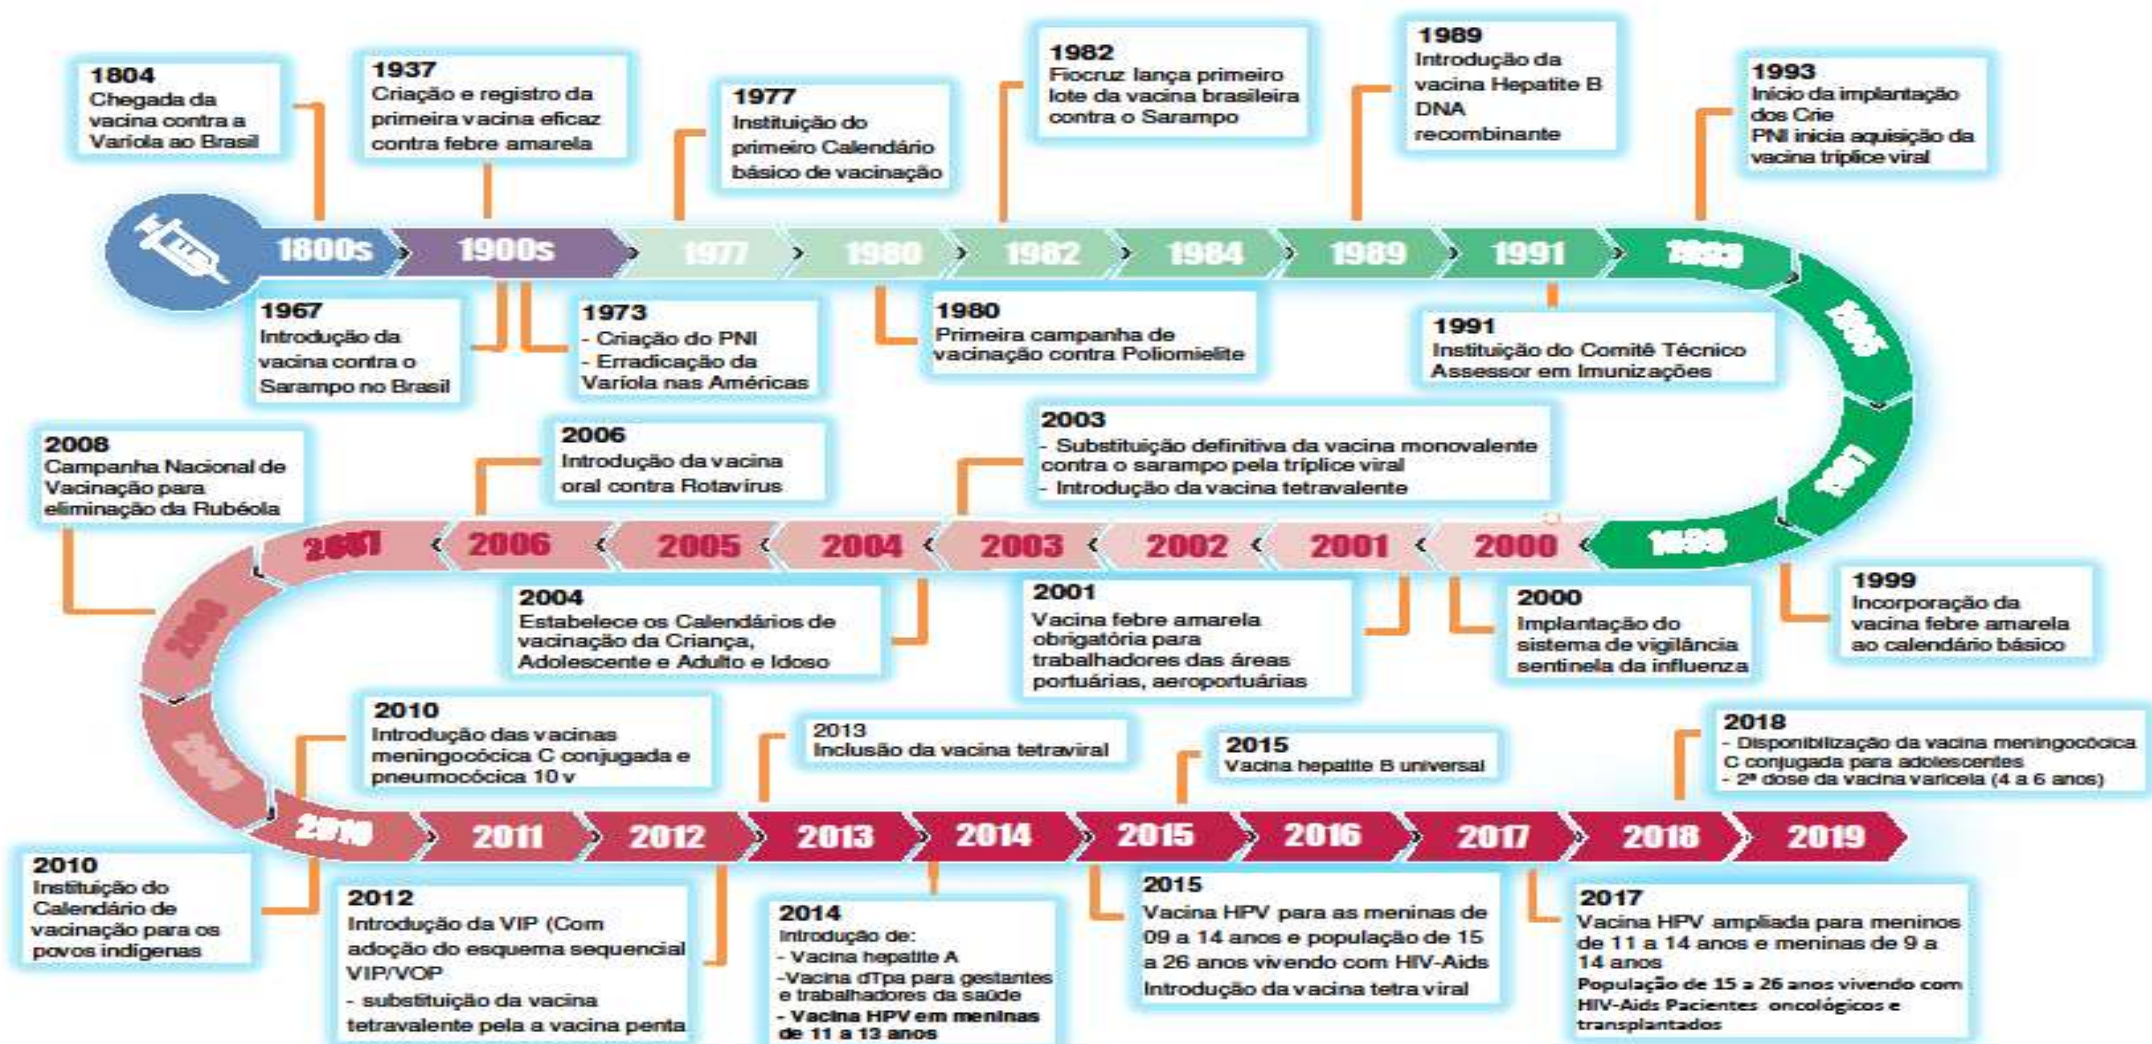 1804
Chegada da
vacina contra a
Varíola ao Brasil
1937
Criação e registro da
primeira vacina eficaz
contra febre amarela
1977
Instituição do
primeiro Calendário
básico de vacinação
1982
Fiocruz lança primeiro
lote da vacina brasileira
contra o Sarampo
1989
Introdução da
vacina Hepatite B
DNA
recombinante
1993
Início da implantação
dos Crie
PNI inicia aquisição da
vacina tríplice viral
1800s
1900s
1977
1980
1982
1984
1989
1991
1967
Introdução da
vacina contra o
Sarampo no Brasil
1973
- Criação do PNI
- Erradicação da
Varíola nas Américas
1980
Primeira campanha de
vacinação contra Poliomielite
1991
Instituição do Comitê Técnico
Assessor em Imunizações
2008
Campanha Nacional de
Vacinação para
eliminação da Rubéola
2006
Introdução da vacina
oral contra Rotavírus
2003
- Substituição definitiva da vacina monovalente
contra o sarampo pela tríplice viral
- Introdução da vacina tetravalente
2006
2005
2004
2003
2002
2001
2000
2004
Estabelece os Calendários de
vacinação da Criança,
Adolescente e Adulto e Idoso
2001
Vacina febre amarela
obrigatória para
trabalhadores das áreas
portuárias, aeroportuárias
2000
Implantação do
sistema de vigilância
sentinela da influenza
1999
Incorporação da
vacina febre amarela
ao calendário básico
2010
Introdução das vacinas
meningocócica C conjugada e
pneumocócica 10 v
2013
Inclusão da vacina tetraviral
2015
Vacina hepatite B universal
2018
- Disponibilização da vacina meningocócica
C conjugada para adolescentes
- 2ª dose da vacina varicela (4 a 6 anos)
2010
2011
2012
2013
2014
2015
2016
2017
2018
2019
2010
Instituição do
Calendário de
vacinação para os
povos indígenas
2012
Introdução da VIP (Com
adoção do esquema sequencial
VIP/VOP
- substituição da vacina
tetravalente pela a vacina penta
2014
Introdução de:
- Vacina hepatite A
-Vacina dTpa para gestantes
e trabalhadores da saúde
- Vacina HPV em meninas
de 11 a 13 anos
2015
Vacina HPV para as meninas de
09 a 14 anos e população de 15
a 26 anos vivendo com HIV-Aids
Introdução da vacina tetra viral
2017
Vacina HPV ampliada para meninos
de 11 a 14 anos e meninas de 9 a
14 anos
População de 15 a 26 anos vivendo com
HIV-Aids Pacientes oncológicos e
transplantados